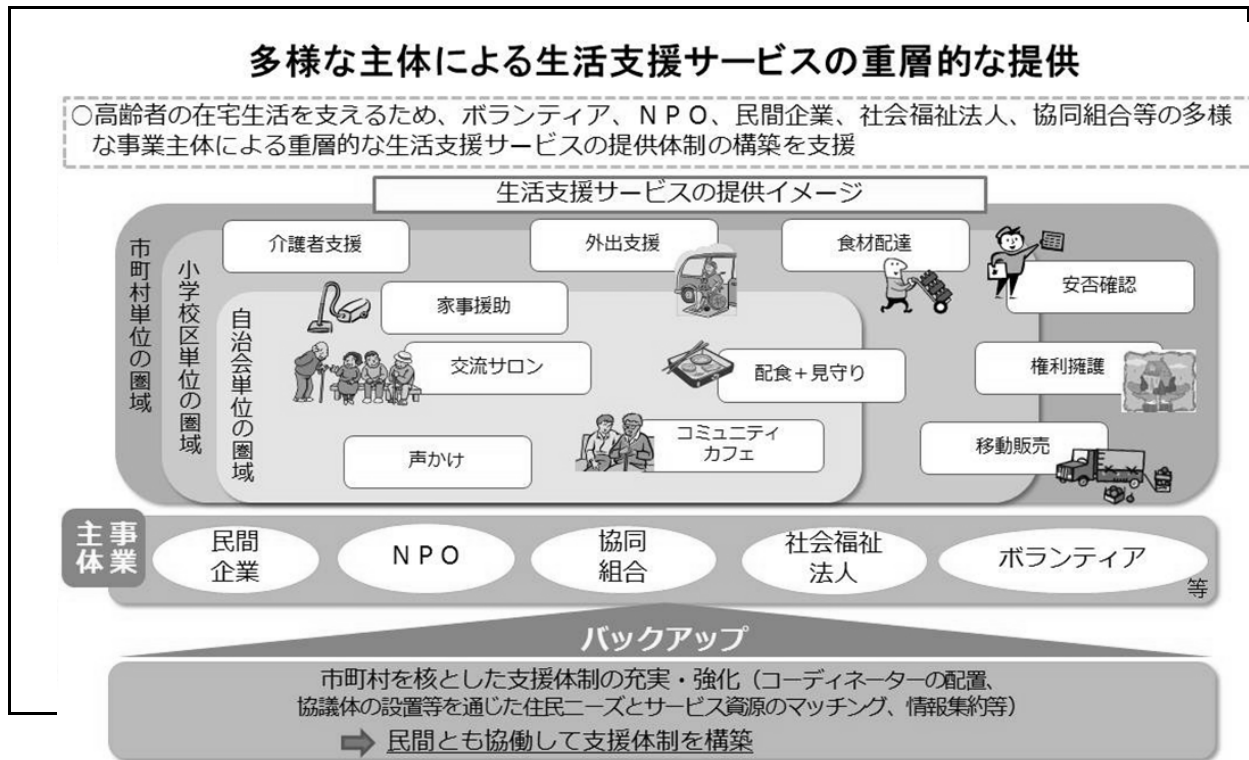 多様な主体による生活支援サービスの重層的な提供
○高齢者の在宅生活を支えるため、ボランティア、ＮＰＯ、民間企業、社会福祉法人、協同組合等の多様
な事業主体による重層的な生活支援サービスの提供体制の構築を支援
生活支援サービスの提供イメージ
市町村単位の圏域
小学校区単位の圏域
自治会単位の圏域
介護者支援
外出支援
食材配達
安否確認
家事援助
交流サロン
配食＋見守り
権利擁護
声かけ
コミュニティ
カフェ
移動販売
事業
主体
民間
企業
ＮＰＯ
協同
組合
社会福祉
法人
ボランティア
等
バックアップ
市町村を核とした支援体制の充実・強化（コーディネーターの配置、
協議体の設置等を通じた住民ニーズとサービス資源のマッチング、情報集約等）
民間とも協働して支援体制を構築